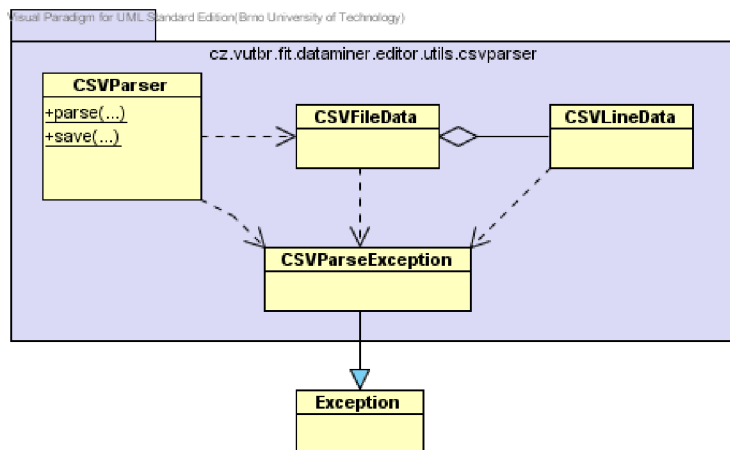 Visual Paradigm for UML Standard Edition(Brno University of Technology)
cz.vutbr.fit.dataminer.editor.utils.csvparser
CSVParser
+parse(...)
+save(...)
CSVFileData
CSVLineData
CSVParseException
Exception